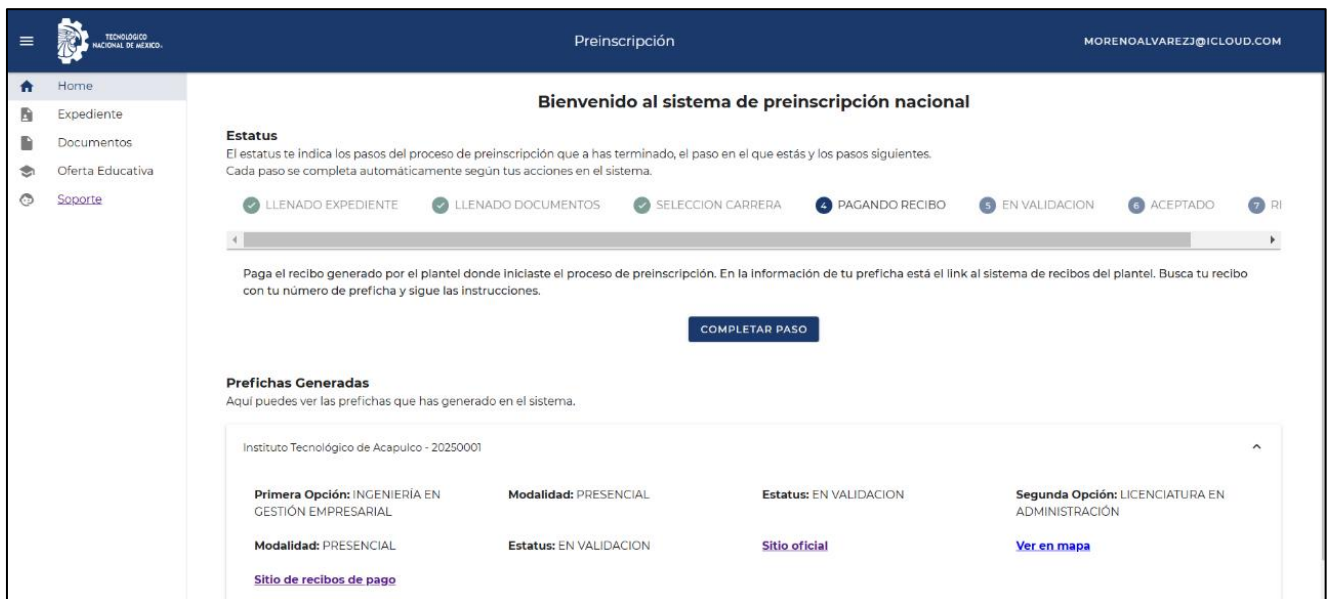 TECNOLÓGICO
NACIONAL DE MÉXICO®
Preinscripción
MORENOALVAREZJ@ICLOUD.COM
Home
Expediente
Documentos
Oferta Educativa
Soporte
Bienvenido al sistema de preinscripción nacional
Estatus
El estatus te indica los pasos del proceso de preinscripción que a has terminado, el paso en el que estás y los pasos siguientes.
Cada paso se completa automáticamente según tus acciones en el sistema.
LLENADO EXPEDIENTE LLENADO DOCUMENTOS SELECCION CARRERA 4 PAGANDO RECIBO 5 EN VALIDACION 6 ACEPTADO 7
Paga el recibo generado por el plantel donde iniciaste el proceso de preinscripción. En la información de tu preficha está el link al sistema de recibos del plantel. Busca tu recibo
con tu número de preficha y sigue las instrucciones.
COMPLETAR PASO
Prefichas Generadas
Aquí puedes ver las prefichas que has generado en el sistema.
Instituto Tecnológico de Acapulco - 20250001
Primera Opción: INGENIERÍA EN Modalidad: PRESENCIAL Estatus: EN VALIDACION Segunda Opción: LICENCIATURA EN
GESTIÓN EMPRESARIAL ADMINISTRACIÓN
Modalidad: PRESENCIAL Estatus: EN VALIDACION Sitio oficial Ver en mapa
Sitio de recibos de pago